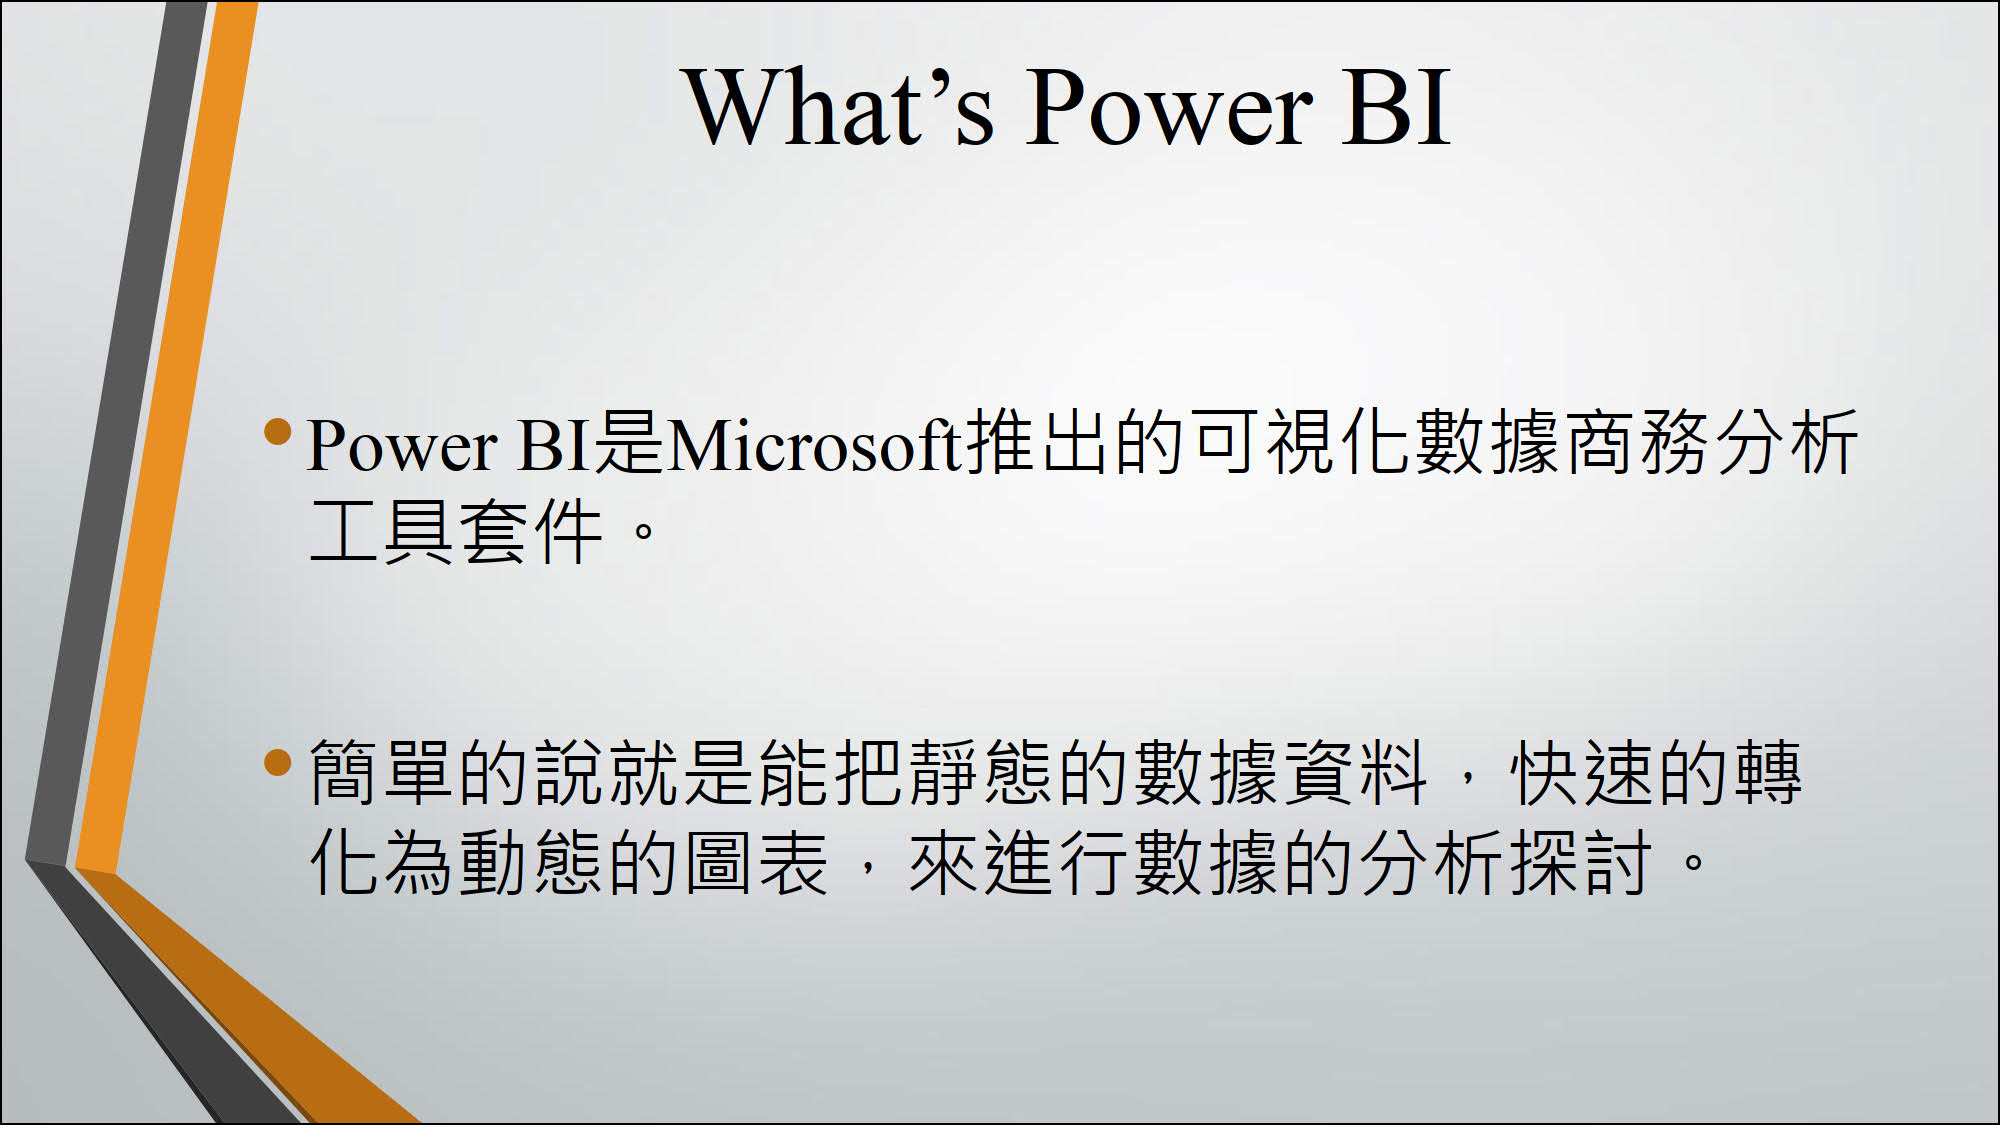 What’s Power BI
•Power BI是Microsoft推出的可視化數據商務分析
工具套件。
•簡單的說就是能把靜態的數據資料，快速的轉
化為動態的圖表，來進行數據的分析探討。